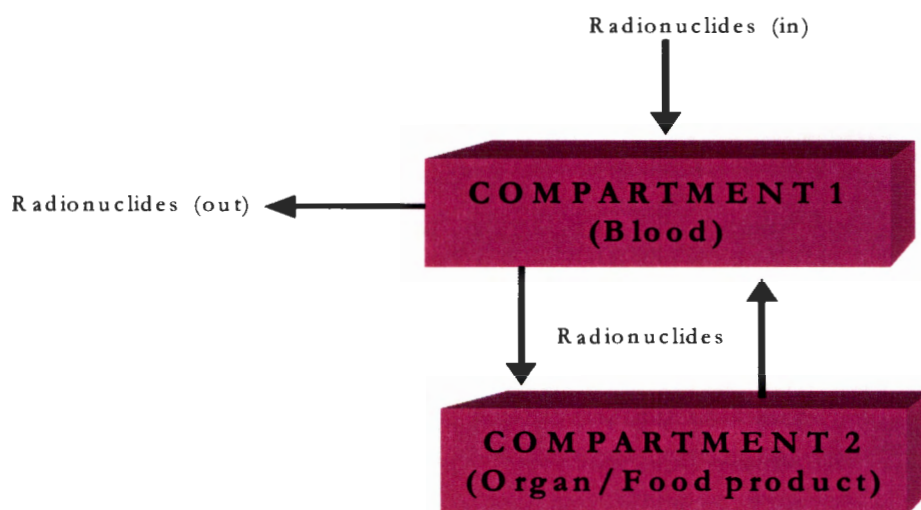 Radionuclides (in)
COMPARTMENT 1
(Blood)
Radionuclides (out)
Radionuclides
COMPARTMENT 2
(Organ/Food product)